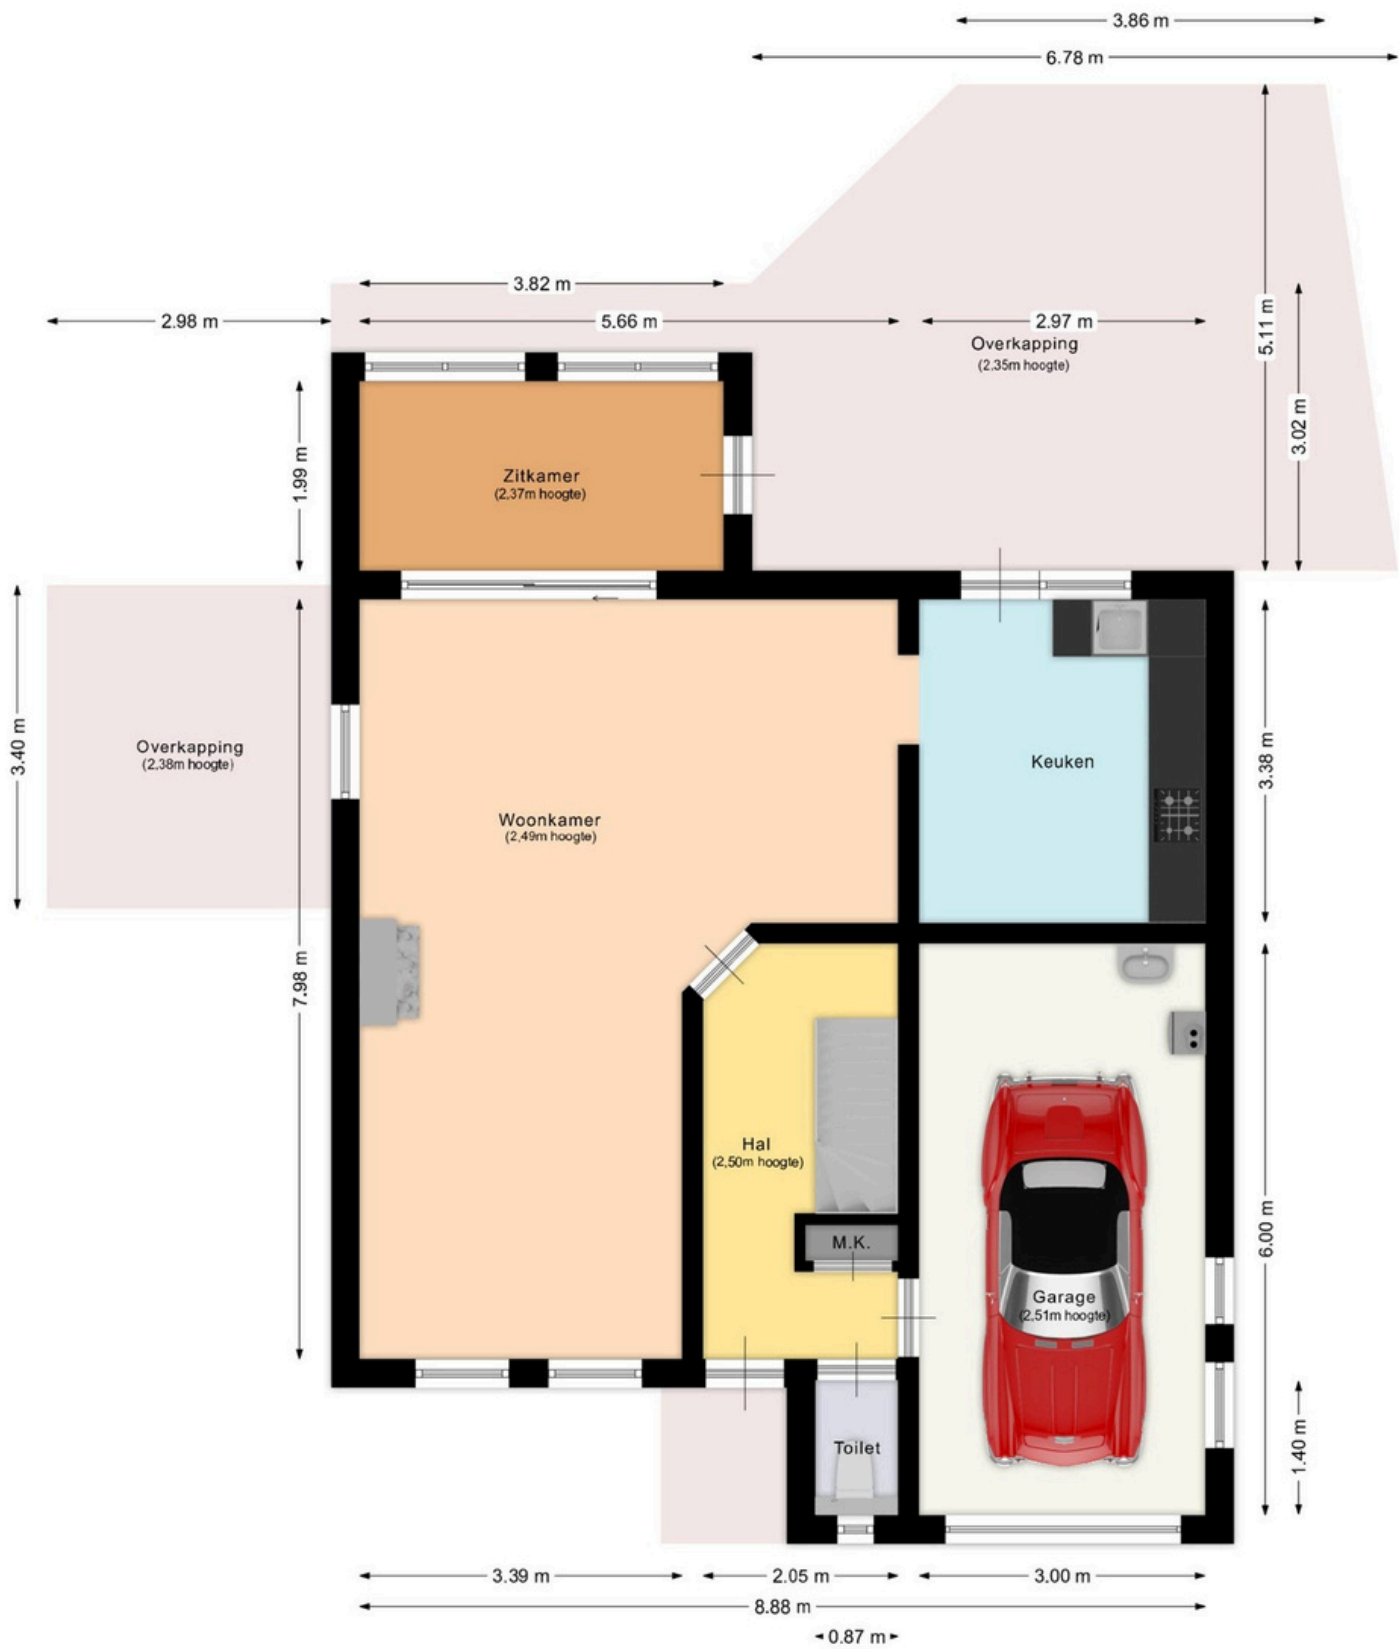 3.86 m
6.78 m
3.82 m
2.98 m
5.66 m
2.97 m
Overkapping
(2,35m hoogte)
5.11 m
3.02 m
1.99 m
Zitkamer
(2,37m hoogte)
3.40 m
Overkapping
(2,38m hoogte)
Woonkamer
(2,49m hoogte)
Keuken
3.38 m
7.98 m
Hal
(2,50m hoogte)
M.K.
Garage
(2,51m hoogte)
6.00 m
Toilet
1.40 m
3.39 m
2.05 m
3.00 m
8.88 m
0.87 m